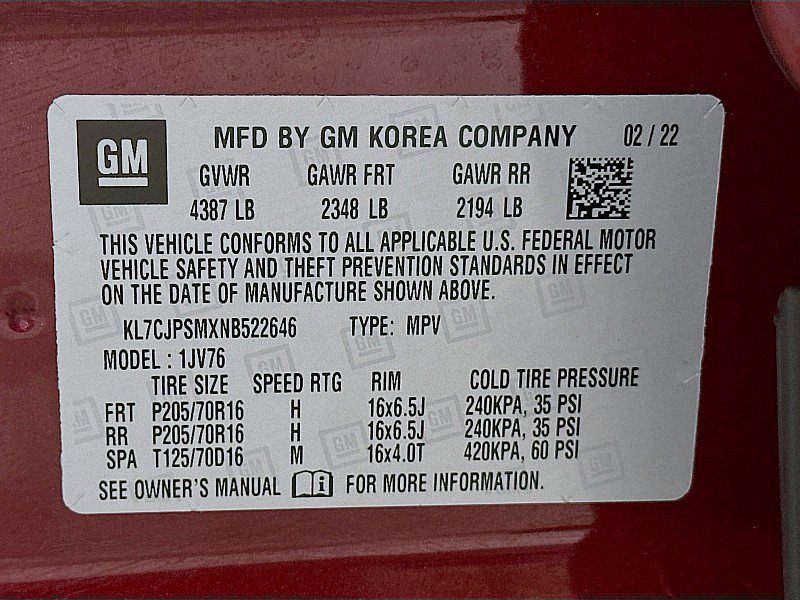 GM MFD BY GM KOREA COMPANY 02 / 22
GVWR GAWR FRT GAWR RR
4387 LB 2348 LB 2194 LB
THIS VEHICLE CONFORMS TO ALL APPLICABLE U.S. FEDERAL MOTOR
VEHICLE SAFETY AND THEFT PREVENTION STANDARDS IN EFFECT
ON THE DATE OF MANUFACTURE SHOWN ABOVE.
KL7CJPSMXNB522646 TYPE: MPV
MODEL : 1JV76
TIRE SIZE SPEED RTG RIM COLD TIRE PRESSURE
FRT P205/70R16 H 16x6.5J 240KPA, 35 PSI
RR P205/70R16 H 16x6.5J 240KPA, 35 PSI
SPA T125/70D16 M 16x4.0T 420KPA, 60 PSI
SEE OWNER'S MANUAL i FOR MORE INFORMATION.